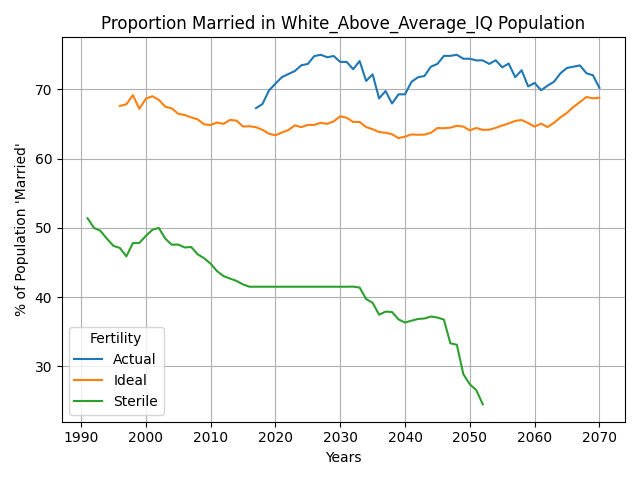 Proportion Married in White_Above_Average_IQ Population
% of Population 'Married'
70
60
50
40
30
Fertility
Actual
Ideal
Sterile
1990 2000 2010 2020 2030 2040 2050 2060 2070
Years